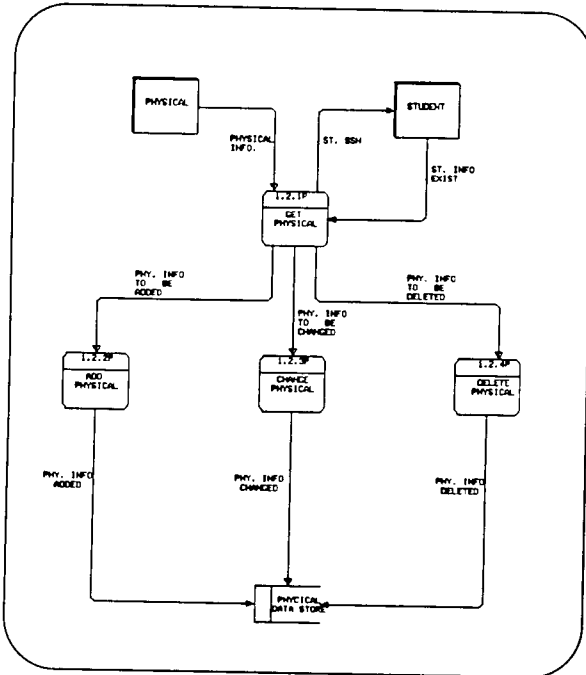 PHYSICAL
STUDENT
PHYSICAL
INFO.
ST. SSH
ST. INFO
EXIST
1.2.1P
GET
PHYSICAL
PHY. INFO
TO BE
ADDED
PHY. INFO
TO BE
CHANGED
PHY. INFO
TO BE
DELETED
1.2.2P
ADD
PHYSICAL
1.2.3P
CHANGE
PHYSICAL
1.2.4P
DELETE
PHYSICAL
PHY. INFO
ADDED
PHY. INFO
CHANGED
PHY. INFO
DELETED
PHYCICAL
DATA STORE